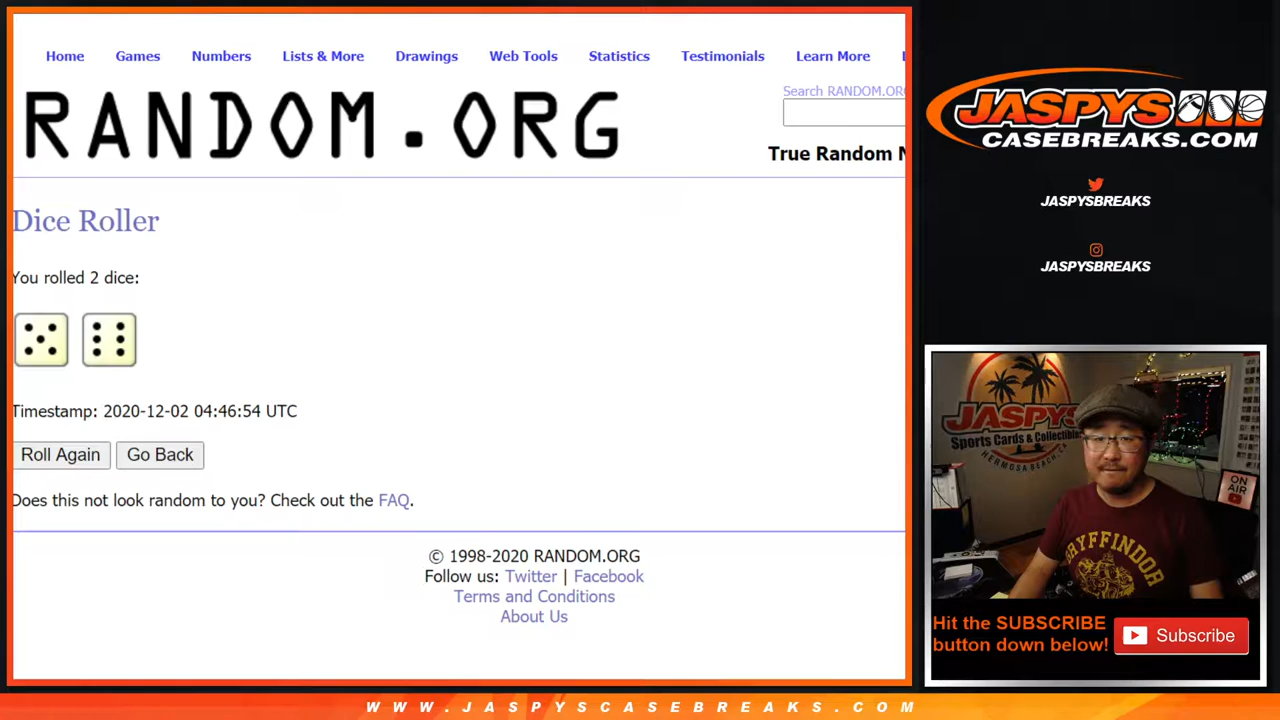 Home Games Numbers Lists & More Drawings Web Tools Statistics Testimonials Learn More
RANDOM.ORG
Search RANDOM.ORG
True Random N
Dice Roller
You rolled 2 dice:
Timestamp: 2020-12-02 04:46:54 UTC
Roll Again Go Back
Does this not look random to you? Check out the FAQ.
© 1998-2020 RANDOM.ORG
Follow us: Twitter | Facebook
Terms and Conditions
About Us
JASPYS
CASEBREAKS.COM
JASPYSBREAKS
JASPYSBREAKS
JASPYS
Sports Cards & Collectibles
HERMOSA BEACH, CA
ON
AIR
GRYFFINDOR
Hit the SUBSCRIBE
button down below!
Subscribe
WWW.JASPYSCASEBREAKS.COM